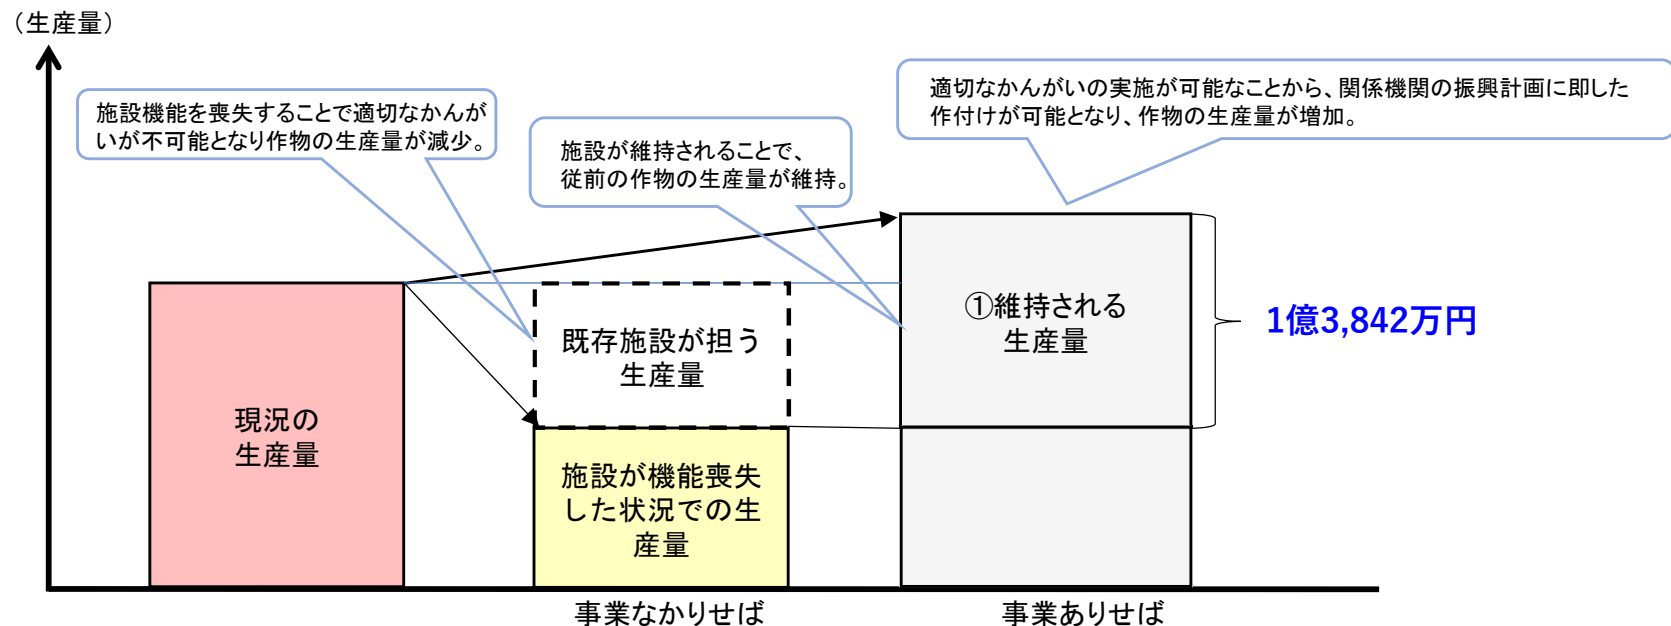 (生産量)
施設機能を喪失することで適切なかんが
いが不可能となり作物の生産量が減少。
施設が維持されることで、
従前の作物の生産量が維持。
適切なかんがいの実施が可能なことから、関係機関の振興計画に即した
作付けが可能となり、作物の生産量が増加。
現況の
生産量
既存施設が担う
生産量
施設が機能喪失
した状況での生
産量
①維持される
生産量
1億3,842万円
事業なかりせば
事業ありせば